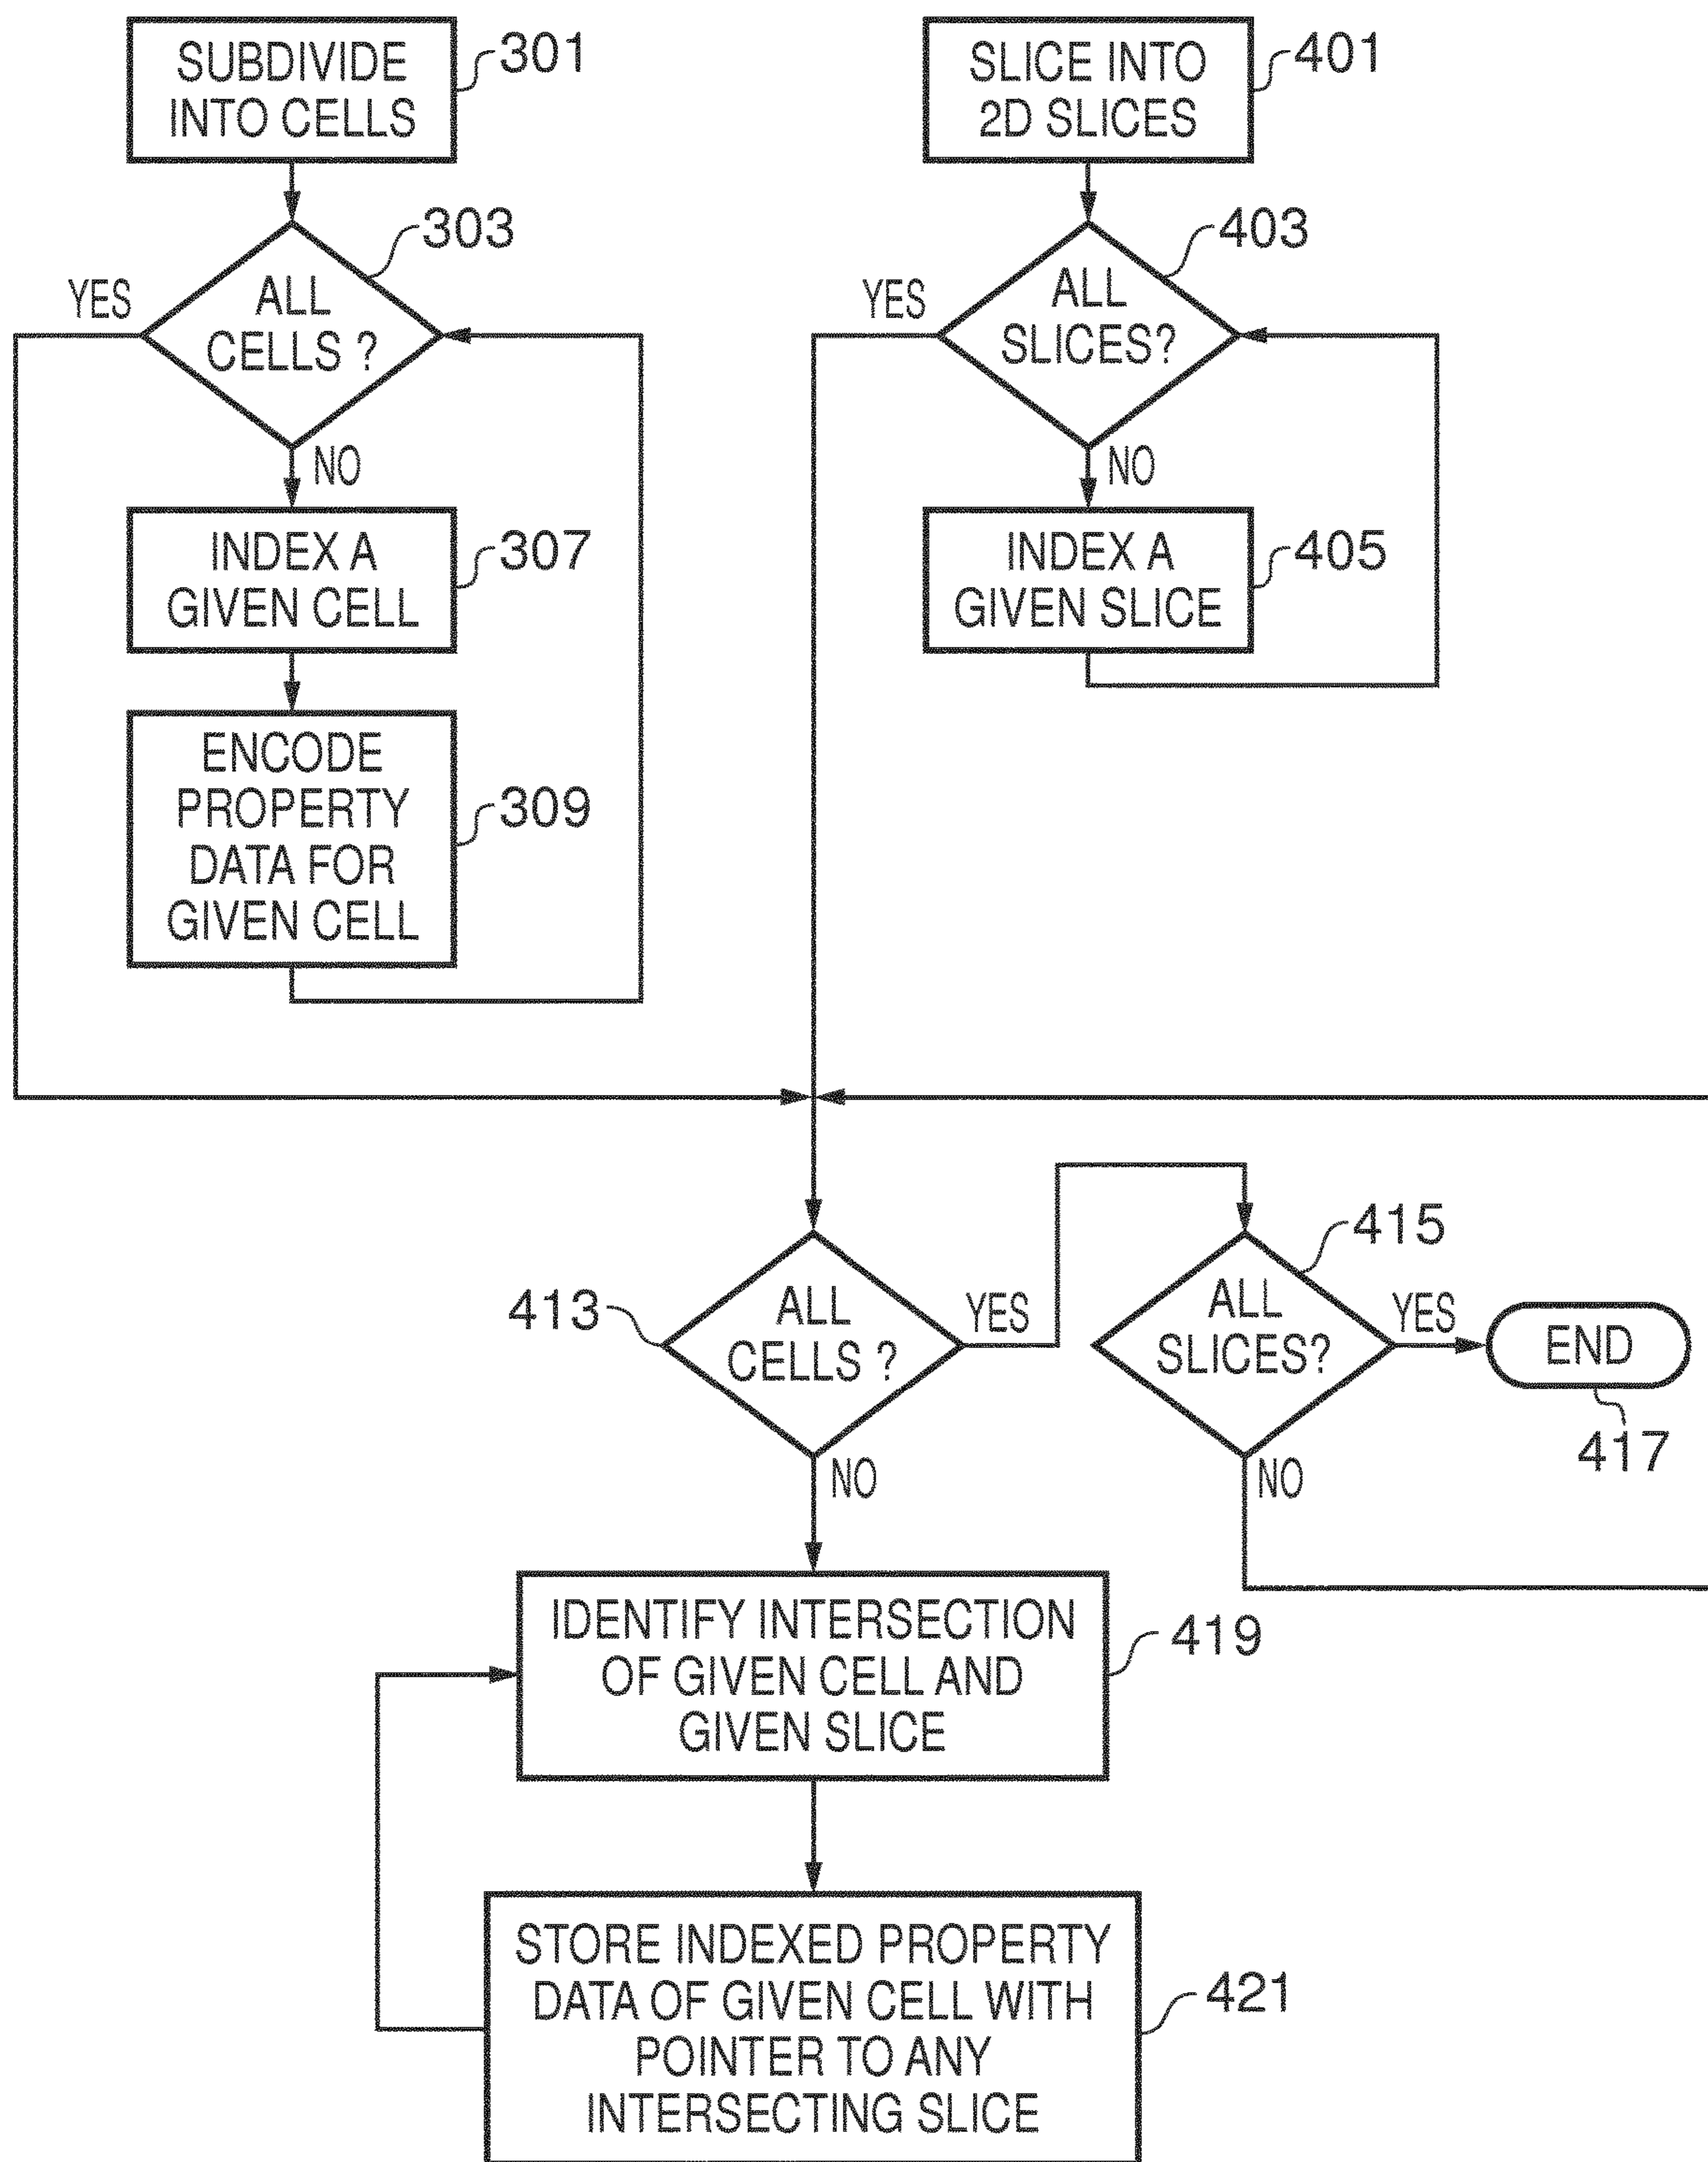 SUBDIVIDE
INTO CELLS
301
303
YES
ALL
CELLS ?
NO
INDEX A
GIVEN CELL
307
ENCODE
PROPERTY
DATA FOR
GIVEN CELL
309
SLICE INTO
2D SLICES
401
403
YES
ALL
SLICES?
NO
INDEX A
GIVEN SLICE
405
413
ALL
CELLS ?
YES
NO
415
ALL
SLICES?
YES
NO
END
417
IDENTIFY INTERSECTION
OF GIVEN CELL AND
GIVEN SLICE
419
STORE INDEXED PROPERTY
DATA OF GIVEN CELL WITH
POINTER TO ANY
INTERSECTING SLICE
421